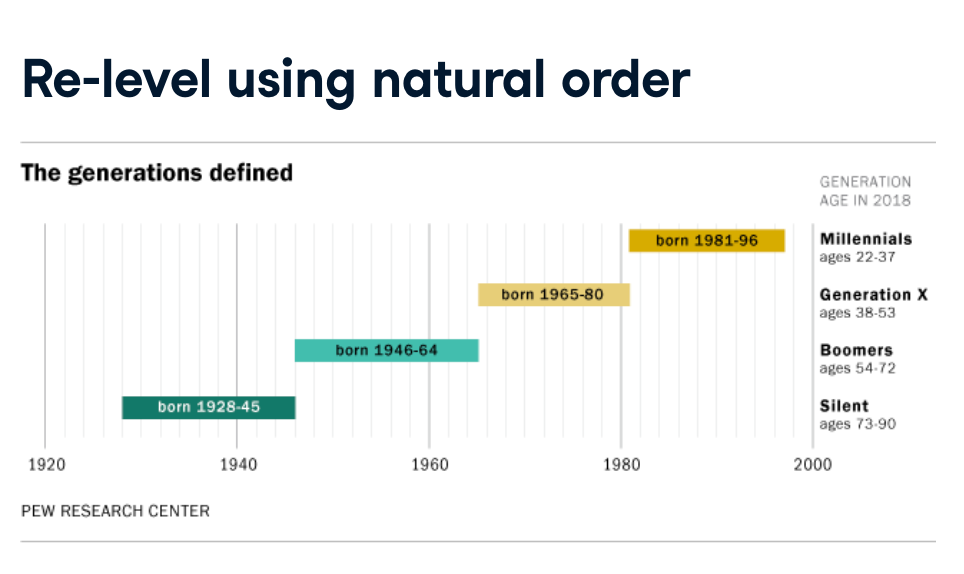 Re-level using natural order
The generations defined
GENERATION
AGE IN 2018
born 1981-96
Millennials
ages 22-37
born 1965-80
Generation X
ages 38-53
born 1946-64
Boomers
ages 54-72
born 1928-45
Silent
ages 73-90
1920 1940 1960 1980 2000
PEW RESEARCH CENTER